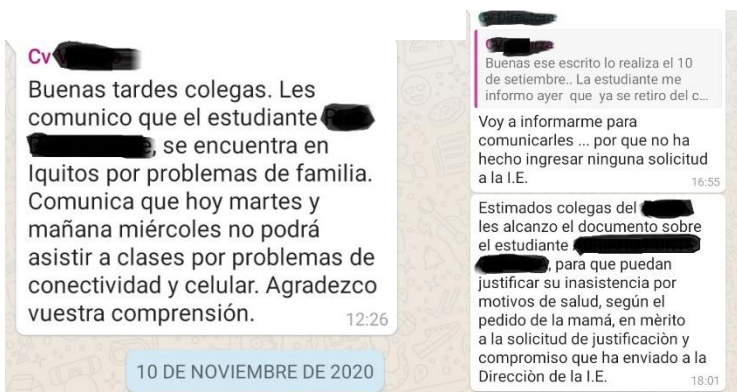 Cv
Buenas tardes colegas. Les
comunico que el estudiante
, se encuentra en
Iquitos por problemas de familia.
Comunica que hoy martes y
mañana miércoles no podrá
asistir a clases por problemas de
conectividad y celular. Agradezco
vuestra comprensión.
12:26
10 DE NOVIEMBRE DE 2020
Buenas ese escrito lo realiza el 10
de setiembre.. La estudiante me
informo ayer que ya se retiro del c...
Voy a informarme para
comunicarles ... por que no ha
hecho ingresar ninguna solicitud
a la I.E.
16:55
Estimados colegas del
les alcanzo el documento sobre
el estudiante
, para que puedan
justificar su inasistencia por
motivos de salud, según el
pedido de la mamá, en mèrito
a la solicitud de justificaciòn y
compromiso que ha enviado a la
Direcciòn de la I.E.
18:01